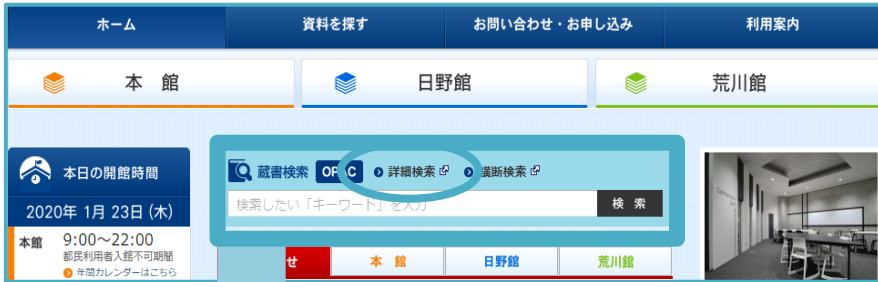 ホーム 資料を探す お問い合わせ・お申し込み 利用案内
本 館 日野館 荒川館
本日の開館時間
2020年 1月 23日 (木)
本館 9:00～22:00
都民利用者入館不可期間
年間カレンダーはこちら
蔵書検索 OPAC 詳細検索 横断検索
検索したい「キーワード」を入力 検 索
せ 本 館 日野館 荒川館